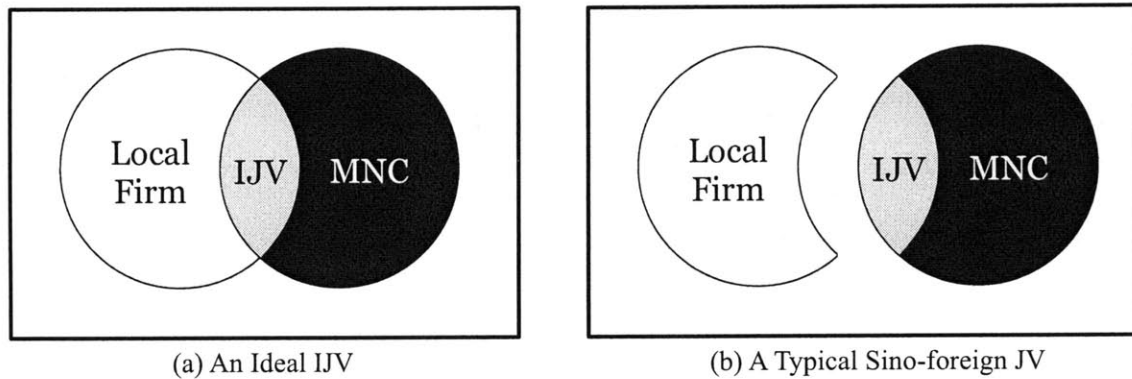 Local
Firm
IJV
MNC
(a) An Ideal IJV
Local
Firm
IJV
MNC
(b) A Typical Sino-foreign JV